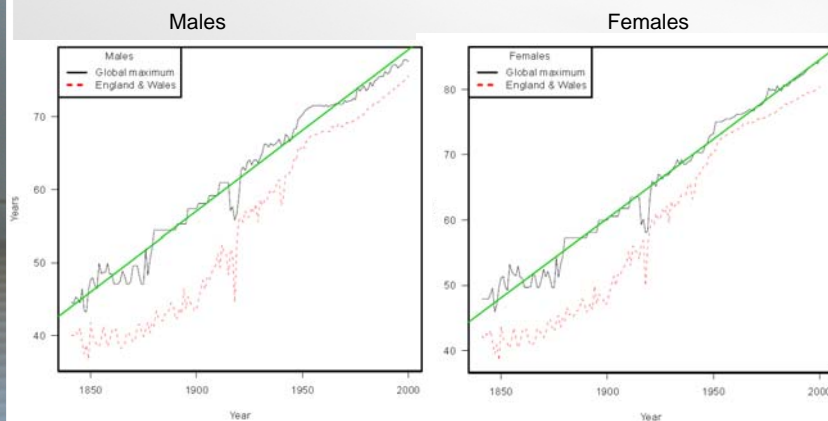 Males
Females
Males
Global maximum
England & Wales
Years
70
60
50
40
1850
1900
1950
2000
Year
Females
Global maximum
England & Wales
80
70
60
50
40
1850
1900
1950
2000
Year